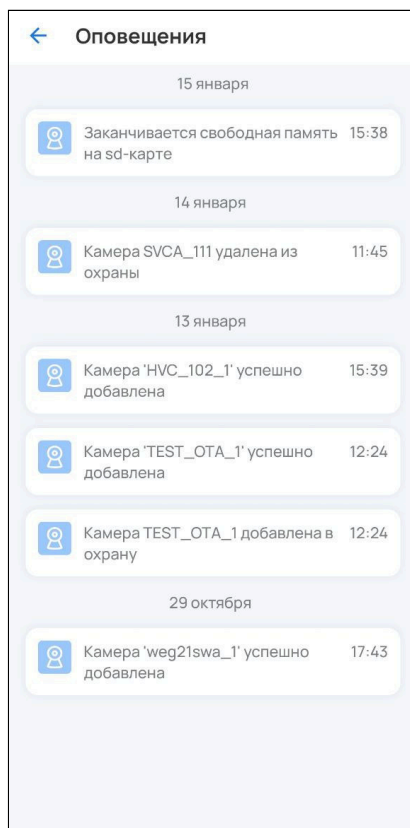 Оповещения
15 января
Заканчивается свободная память 15:38
на sd-карте
14 января
Камера SVCA_111 удалена из 11:45
охраны
13 января
Камера 'HVC_102_1' успешно 15:39
добавлена
Камера 'TEST_OTA_1' успешно 12:24
добавлена
Камера TEST_OTA_1 добавлена в 12:24
охрану
29 октября
Камера 'weg21swa_1' успешно 17:43
добавлена